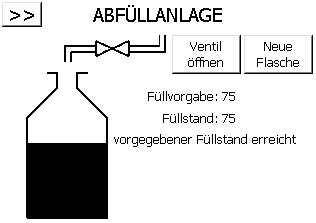 >>
ABFÜLLANLAGE
Ventil
öffnen
Neue
Flasche
Füllvorgabe: 75
Füllstand: 75
vorgegebener Füllstand erreicht